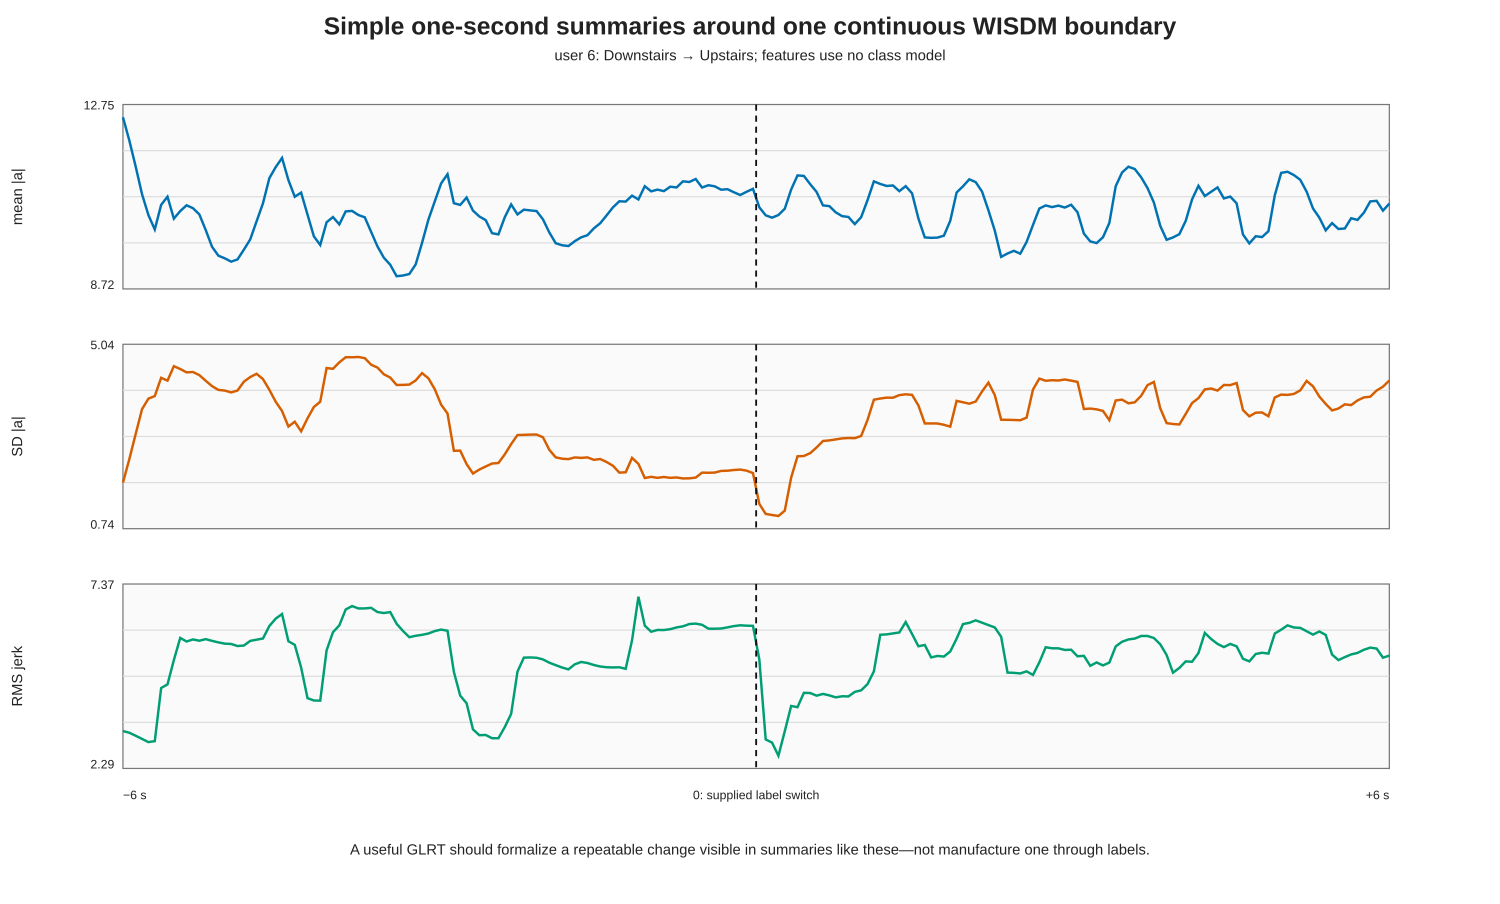 Simple one-second summaries around one continuous WISDM boundary
user 6: Downstairs → Upstairs; features use no class model
12.75
mean |a|
8.72
5.04
SD |a|
0.74
7.37
RMS jerk
2.29
−6 s
0: supplied label switch
+6 s
A useful GLRT should formalize a repeatable change visible in summaries like these—not manufacture one through labels.